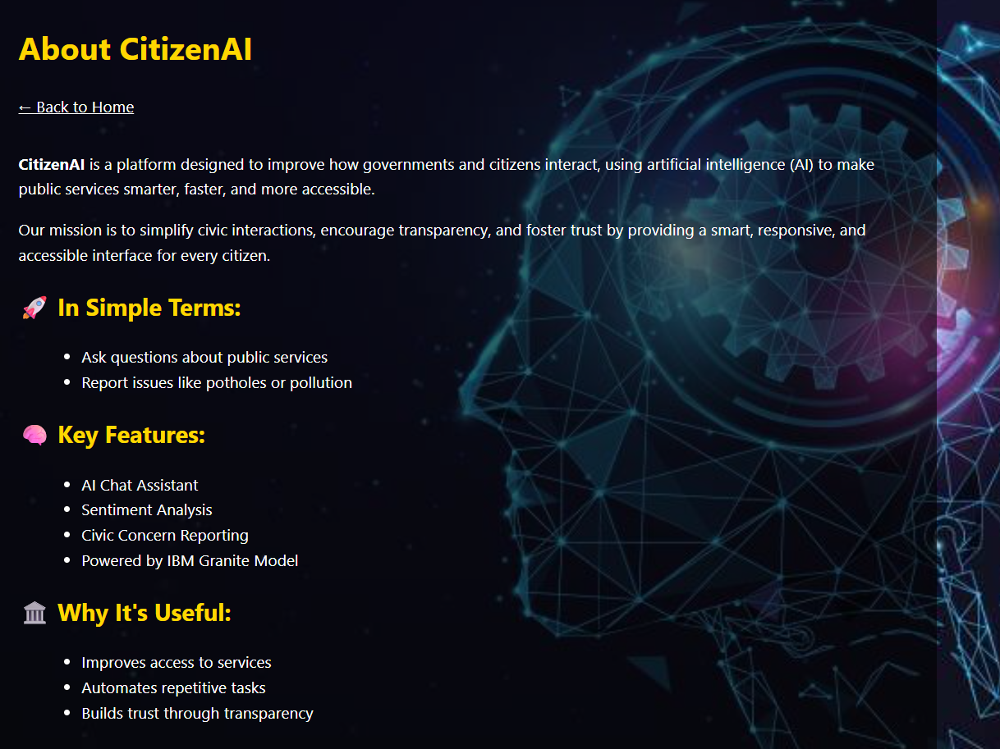 About CitizenAI
← Back to Home
CitizenAI is a platform designed to improve how governments and citizens interact, using artificial intelligence (AI) to make
public services smarter, faster, and more accessible.
Our mission is to simplify civic interactions, encourage transparency, and foster trust by providing a smart, responsive, and
accessible interface for every citizen.
🚀 In Simple Terms:
• Ask questions about public services
• Report issues like potholes or pollution
🧠 Key Features:
• AI Chat Assistant
• Sentiment Analysis
• Civic Concern Reporting
• Powered by IBM Granite Model
🏛️ Why It's Useful:
• Improves access to services
• Automates repetitive tasks
• Builds trust through transparency